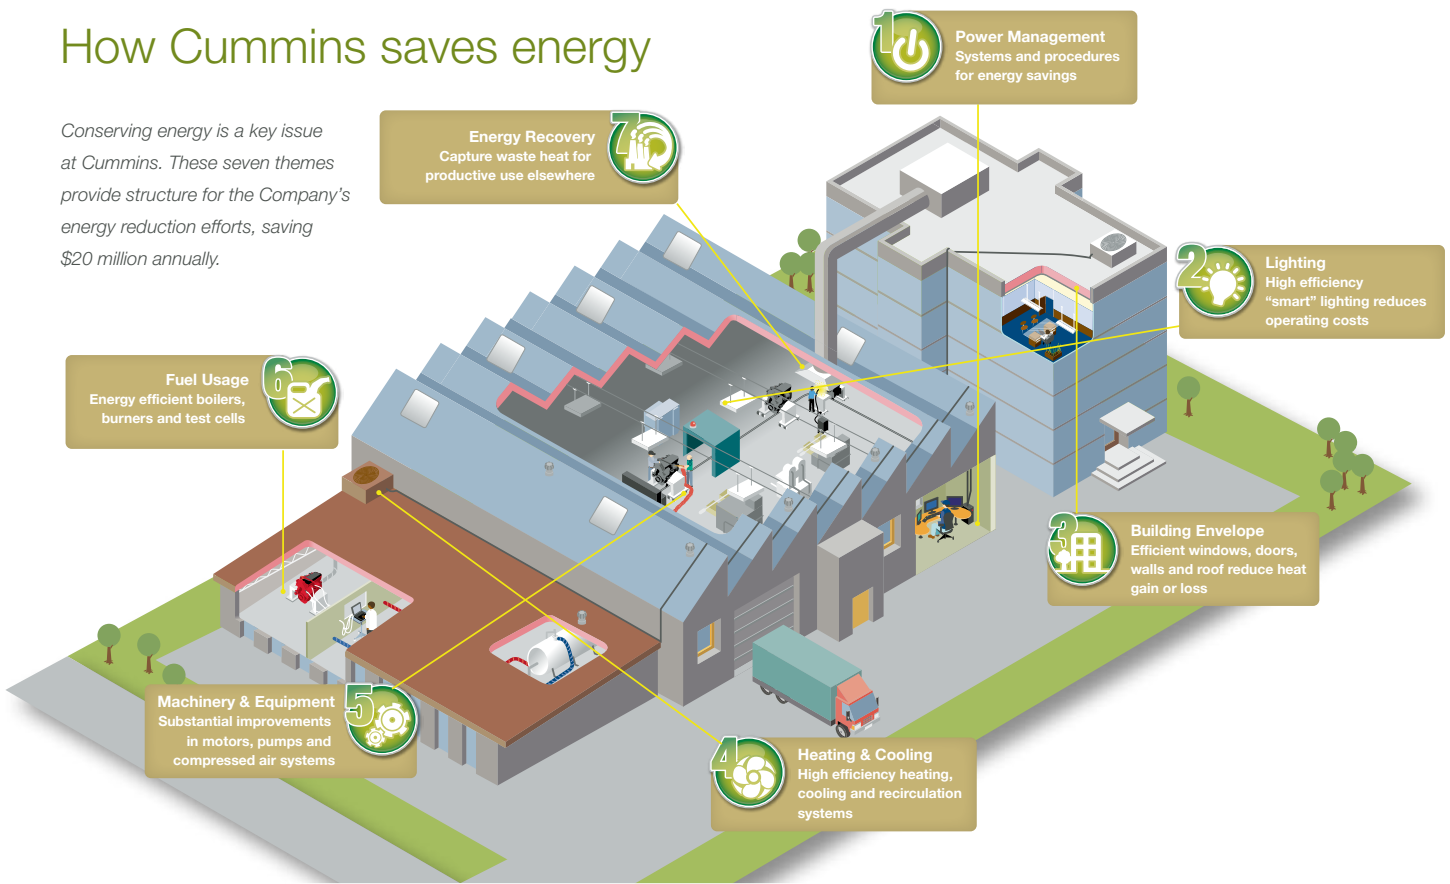 How Cummins saves energy
Conserving energy is a key issue
at Cummins. These seven themes
provide structure for the Company’s
energy reduction efforts, saving
$20 million annually.
1
Power Management
Systems and procedures
for energy savings
2
Lighting
High efficiency
“smart” lighting reduces
operating costs
3
Building Envelope
Efficient windows, doors,
walls and roof reduce heat
gain or loss
4
Heating & Cooling
High efficiency heating,
cooling and recirculation
systems
5
Machinery & Equipment
Substantial improvements
in motors, pumps and
compressed air systems
6
Fuel Usage
Energy efficient boilers,
burners and test cells
7
Energy Recovery
Capture waste heat for
productive use elsewhere